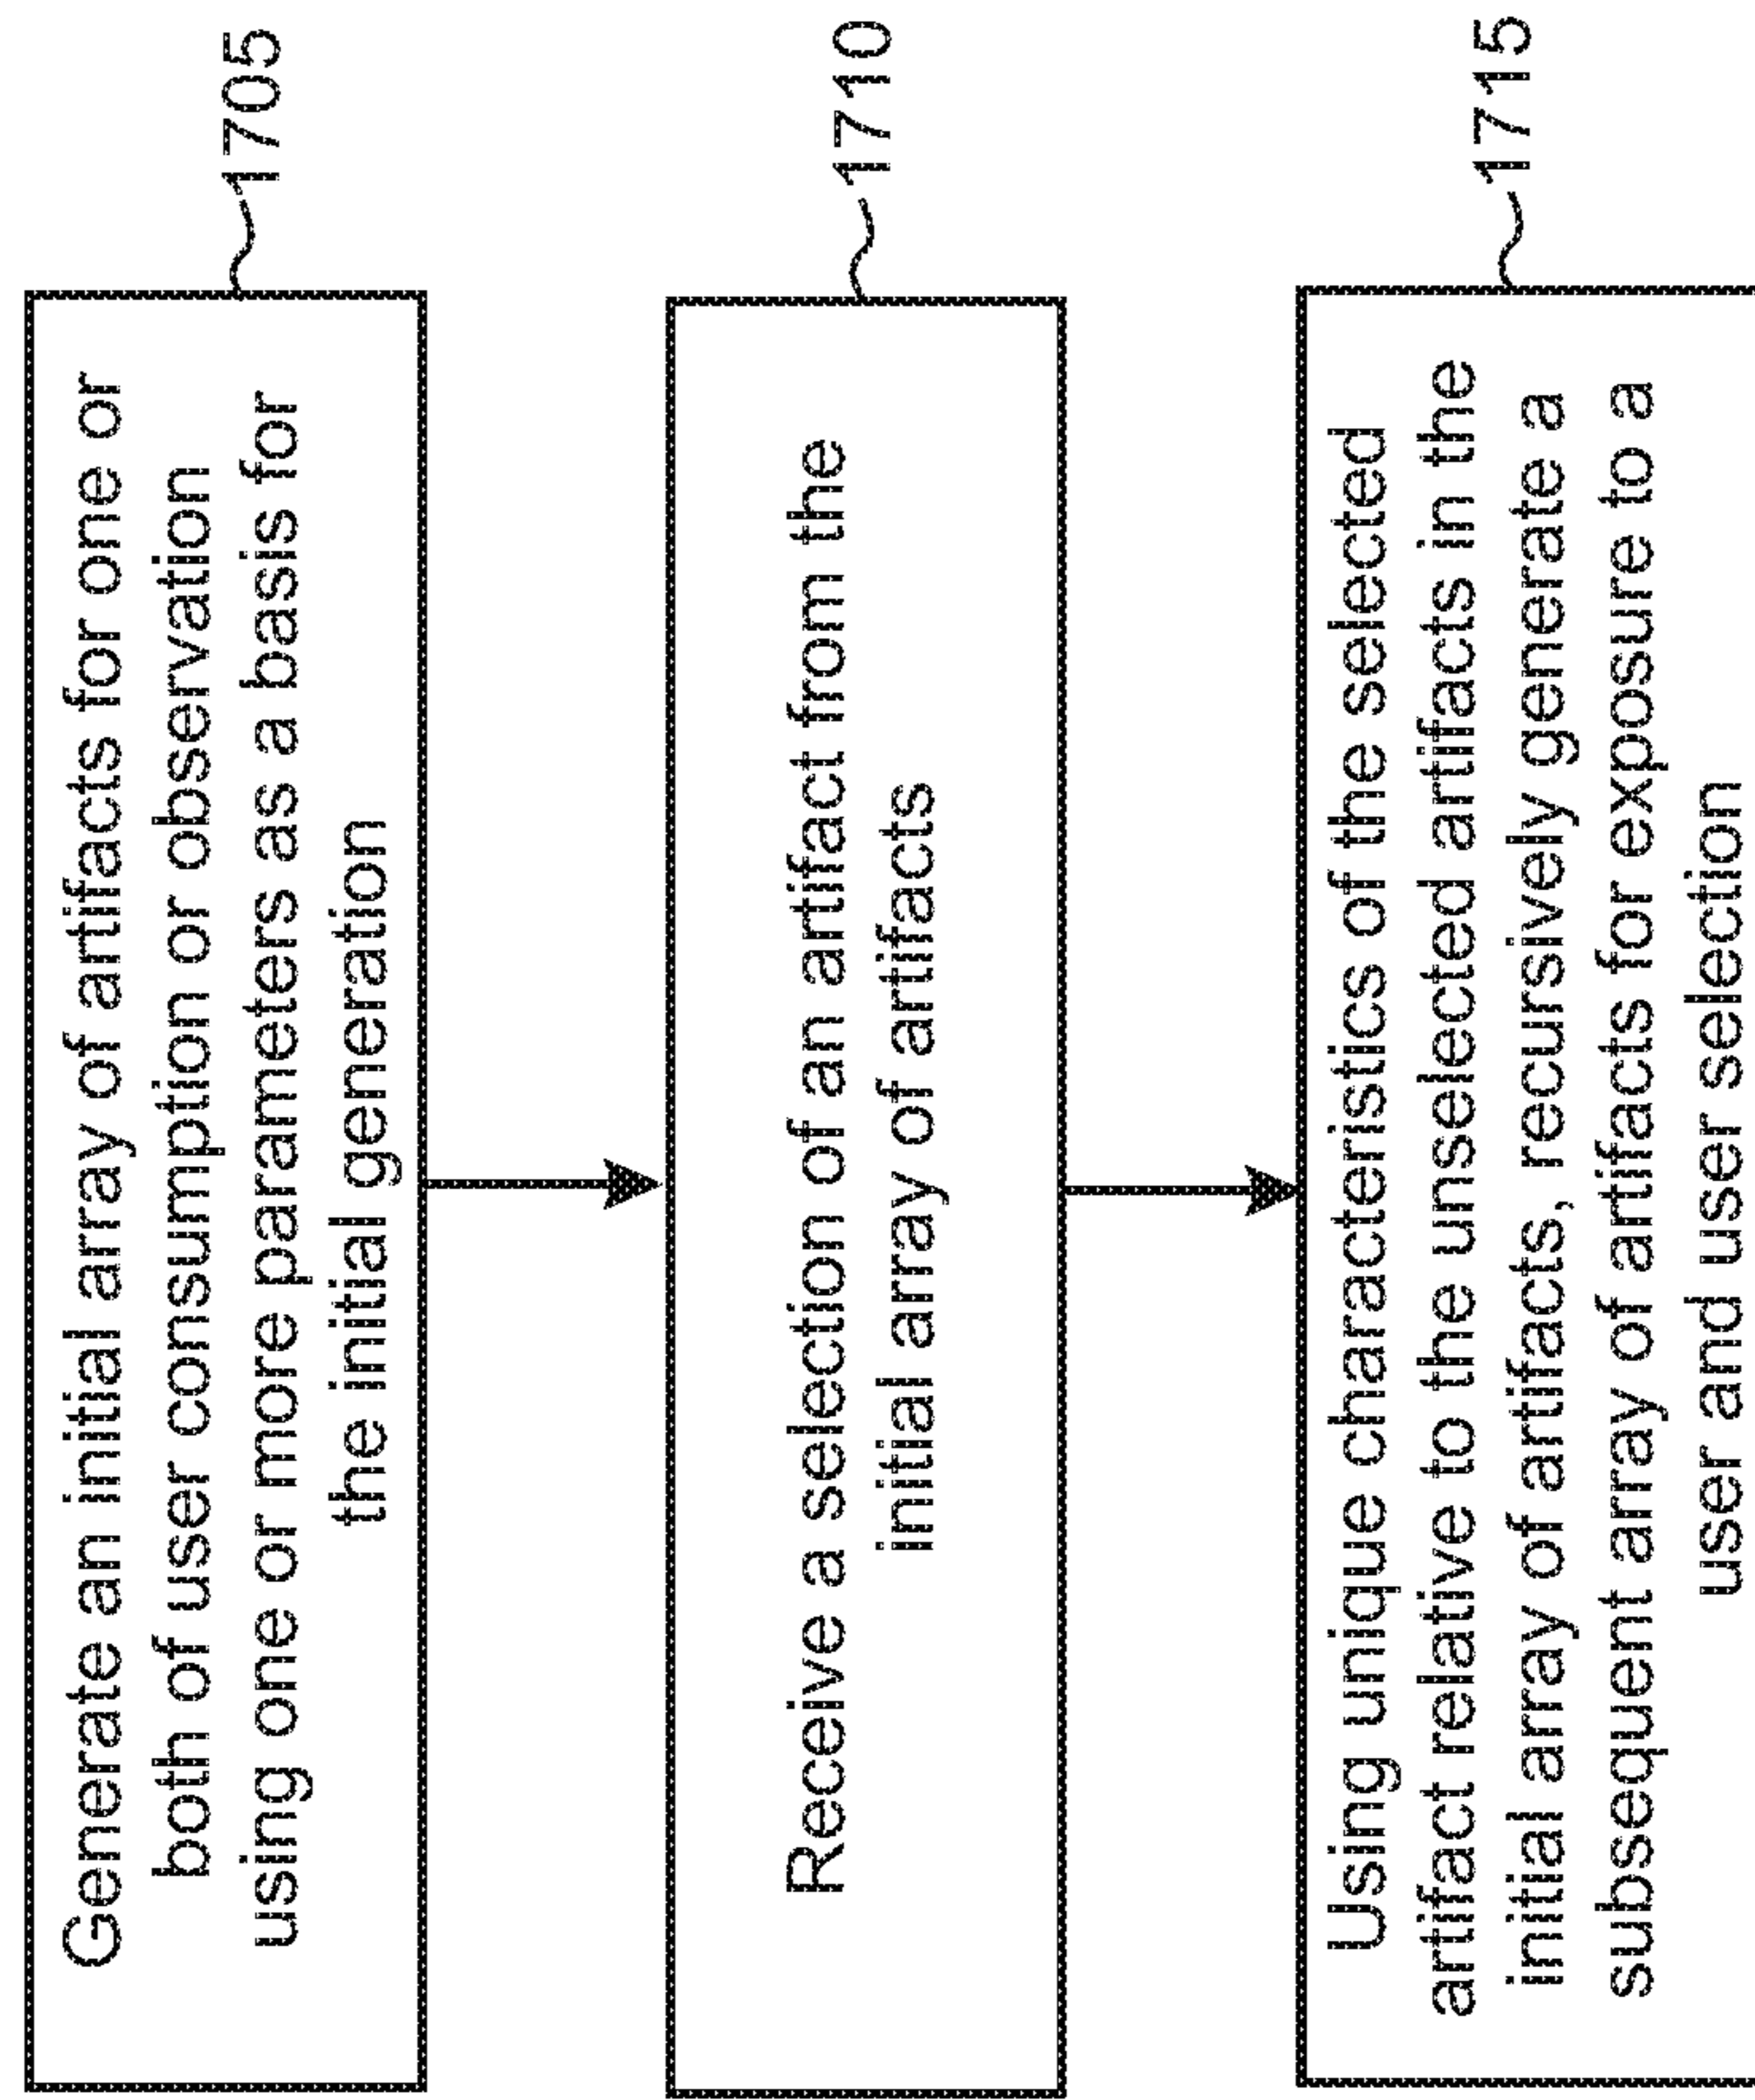 Generate an initial array of artifacts for one or
both of user consumption or observation
using one or more parameters as a basis for
the initial generation
1705
Receive a selection of an artifact from the
initial array of artifacts
1710
Using unique characteristics of the selected
artifact relative to the unselected artifacts in the
initial array of artifacts, recursively generate a
subsequent array of artifacts for exposure to a
user and user selection
1715